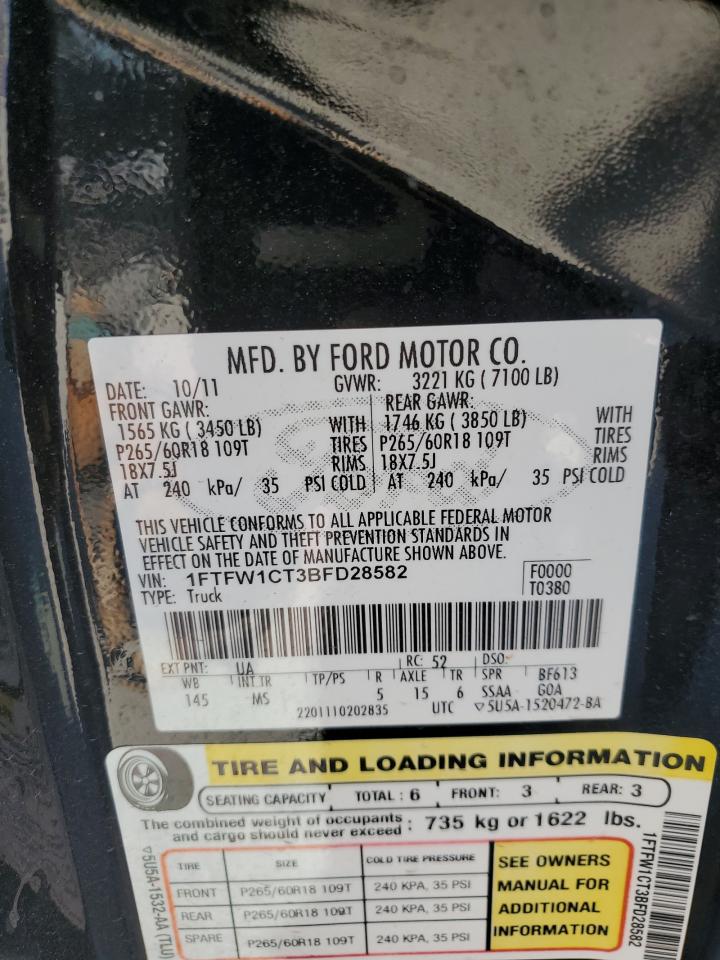 MFD. BY FORD MOTOR CO.
DATE: 10/11 GVWR: 3221 KG ( 7100 LB)
FRONT GAWR: REAR GAWR:
1565 KG ( 3450 LB) WITH 1746 KG ( 3850 LB) WITH
P265/60R18 109T TIRES P265/60R18 109T TIRES
18X7.5J RIMS 18X7.5J RIMS
AT 240 kPa/ 35 PSI COLD AT 240 kPa/ 35 PSI COLD
THIS VEHICLE CONFORMS TO ALL APPLICABLE FEDERAL MOTOR
VEHICLE SAFETY AND THEFT PREVENTION STANDARDS IN
EFFECT ON THE DATE OF MANUFACTURE SHOWN ABOVE.
VIN: 1FTFW1CT3BFD28582 F0000
TYPE: Truck T0380
EXT PNT: UA RC: 52 DSO:
WB INT TR TP/PS R AXLE TR SPR BF613
145 MS 5 15 6 SSAA GOA
2201110202835 UTC ▽5U5A-1520472-BA
TIRE AND LOADING INFORMATION
SEATING CAPACITY TOTAL : 6 FRONT: 3 REAR: 3
The combined weight of occupants and cargo should never exceed : 735 kg or 1622 lbs.
TIRE SIZE COLD TIRE PRESSURE
FRONT P265/60R18 109T 240 KPA, 35 PSI
REAR P265/60R18 109T 240 KPA, 35 PSI
SPARE P265/60R18 109T 240 KPA, 35 PSI
SEE OWNERS
MANUAL FOR
ADDITIONAL
INFORMATION
▽5U5A-1532-AA (TLU)
1FTFW1CT3BFD28582